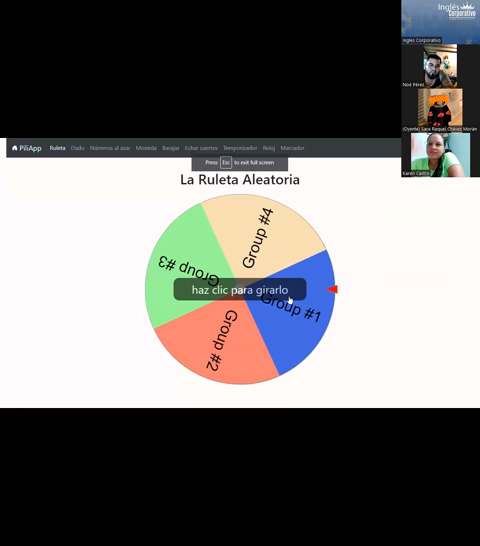 Inglés
Corporativo
Inglés Corporativo
Noé Pérez
(Oyente) Sara Raquel Chávez Morán
Karen Castro
PiliApp Ruleta Dado Números al azar Moneda Barajar Echar suertes Temporizador Reloj Marcador
Press Esc to exit full screen
La Ruleta Aleatoria
Group #4
Group #3
haz clic para girarlo
Group #1
Group #2